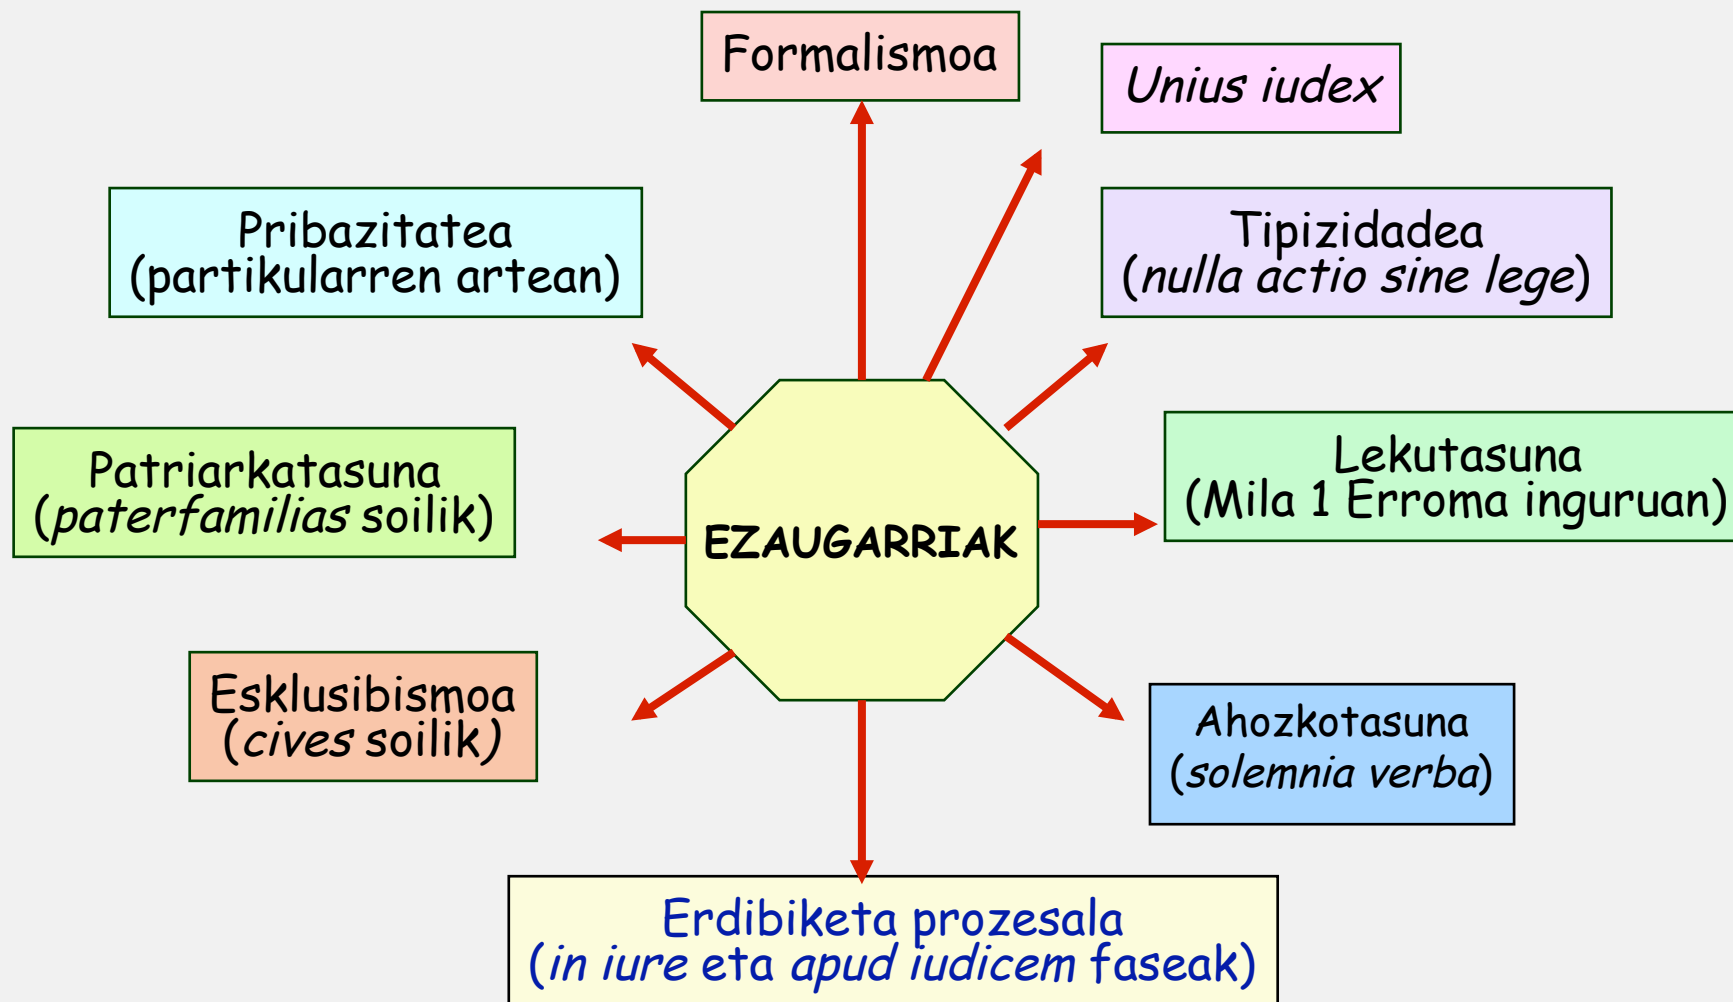 Formalismoa
Unius iudex
Pribazitatea
(partikularren artean)
Tipizidadea
(nulla actio sine lege)
Patriarkatasuna
(paterfamilias soilik)
EZAUGARRIAK
Lekutasuna
(Mila 1 Erroma inguruan)
Esklusibismoa
(cives soilik)
Ahozkotasuna
(solemnia verba)
Erdibiketa prozesala
(in iure eta apud iudicem faseak)